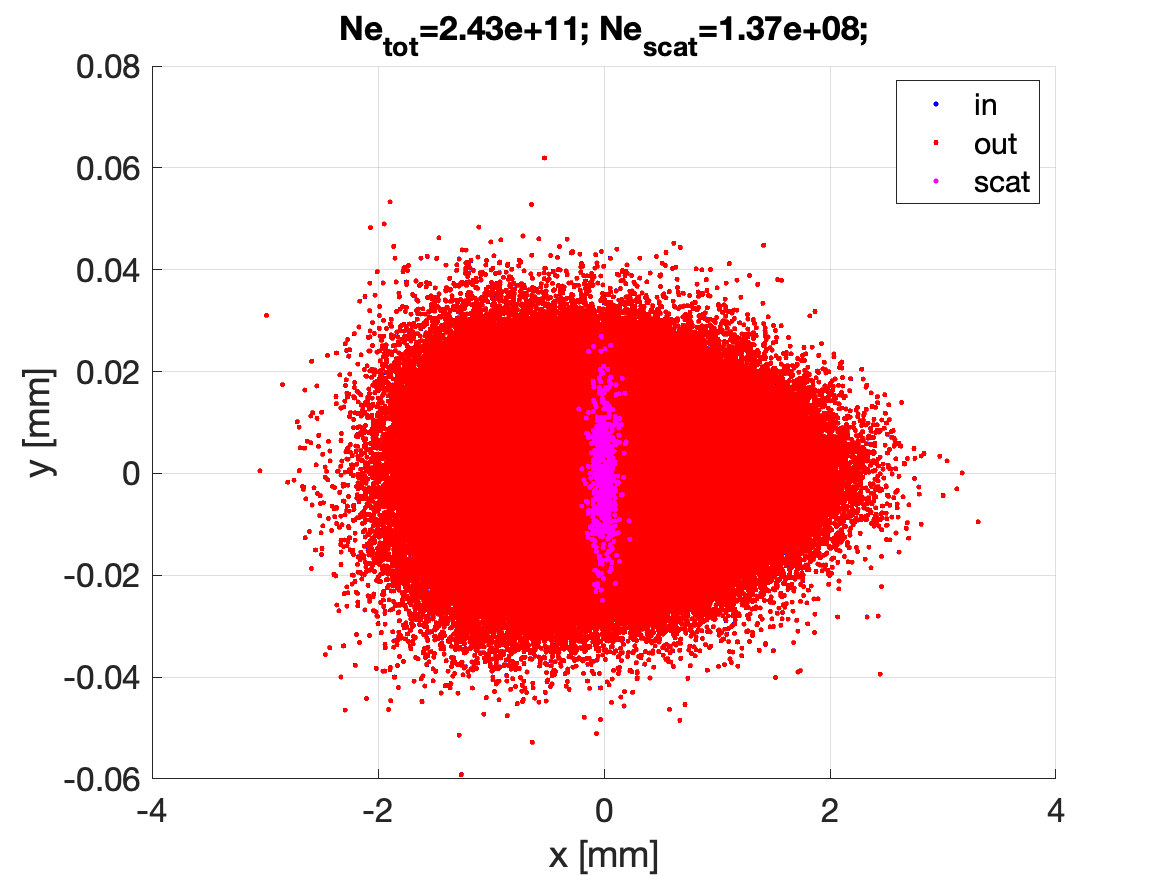 Ne_tot=2.43e+11; Ne_scat=1.37e+08;
0.08
0.06
0.04
0.02
0
-0.02
-0.04
-0.06
y [mm]
in
out
scat
-4
-2
0
2
4
x [mm]